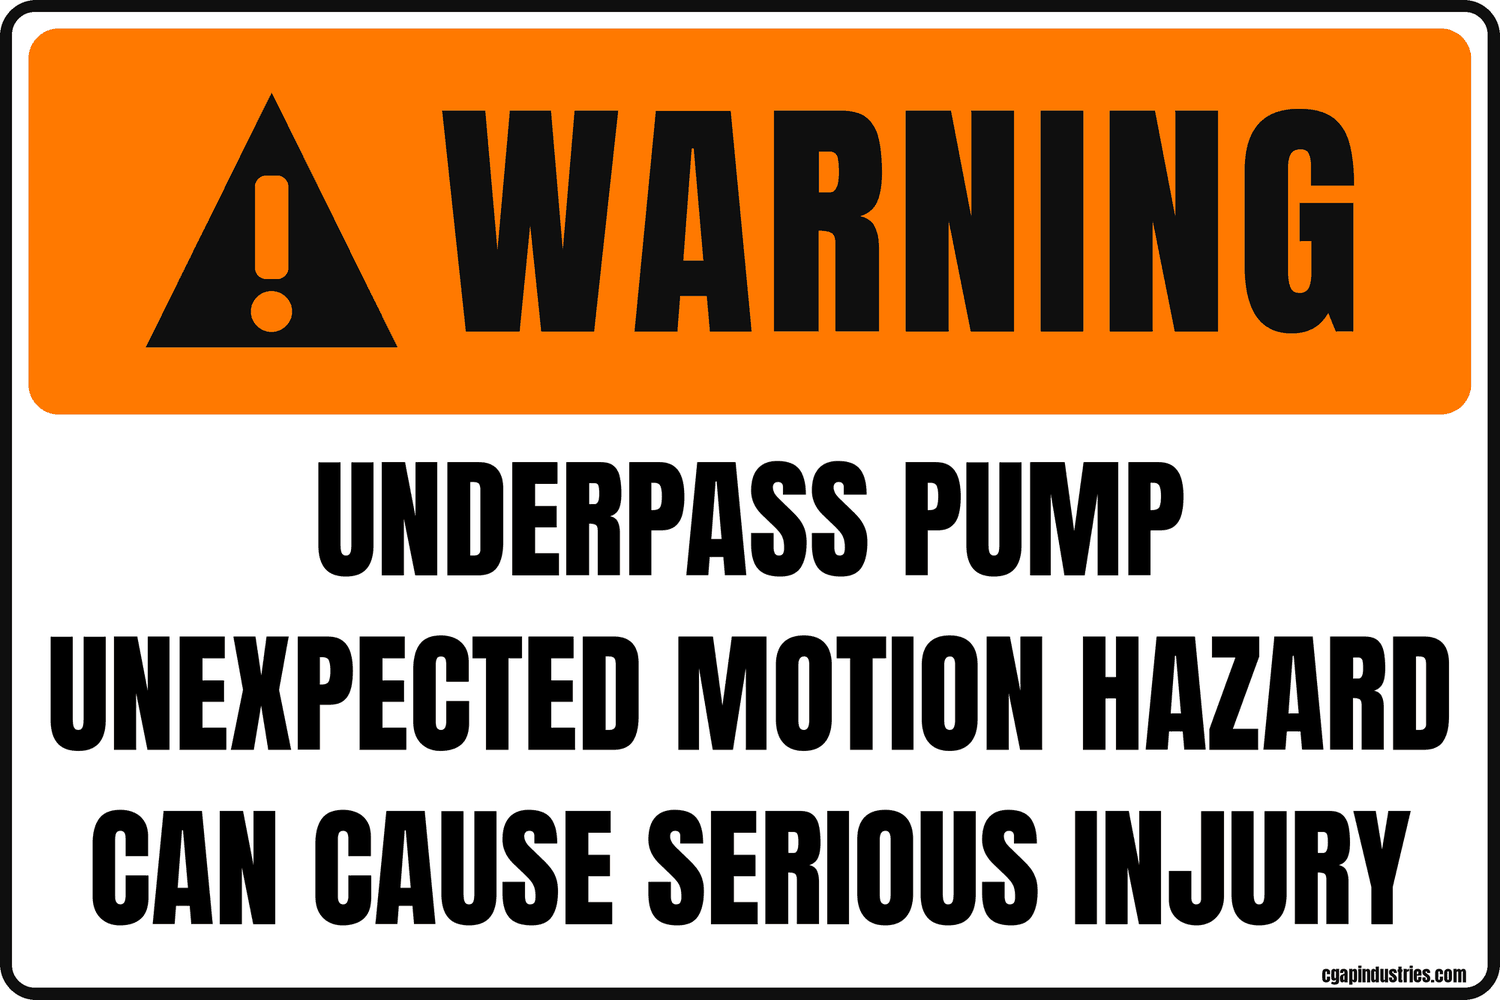 WARNING
UNDERPASS PUMP
UNEXPECTED MOTION HAZARD
CAN CAUSE SERIOUS INJURY
cgapindustries.com